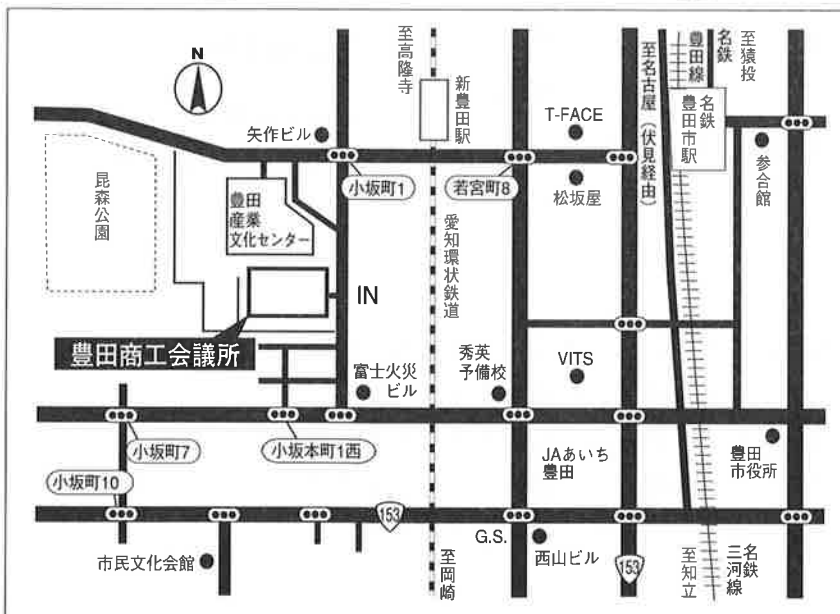 N
至高隆寺
新豊田駅
至名古屋（伏見経由）
名鉄
豊田線
至猿投
名鉄
豊田市駅
矢作ビル
T-FACE
参合館
小坂町1
若宮町8
松坂屋
毘森公園
豊田
産業
文化センター
愛知環状鉄道
IN
豊田商工会議所
富士火災
ビル
秀英
予備校
VITS
小坂町7
小坂本町1西
JAあいち
豊田
豊田
市役所
小坂町10
153
市民文化会館
至岡崎
G.S.
西山ビル
153
至知立
名鉄
三河線